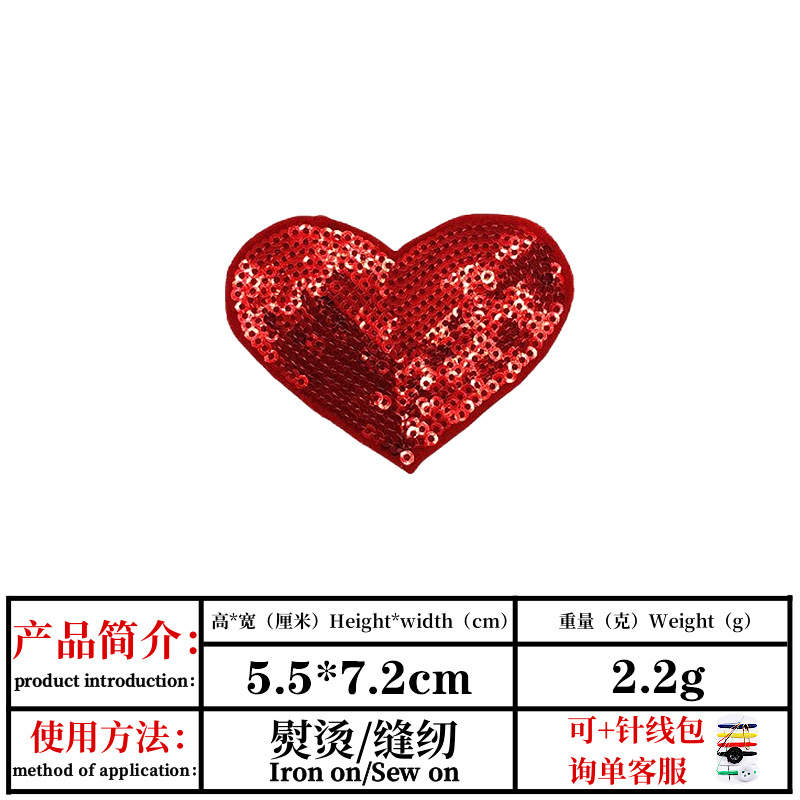 产品简介：
product introduction：
高*宽（厘米）Height*width（cm）
重量（克）Weight（g）
5.5*7.2cm
2.2g
使用方法：
method of application：
熨烫/缝纫
Iron on/Sew on
可+针线包
询单客服